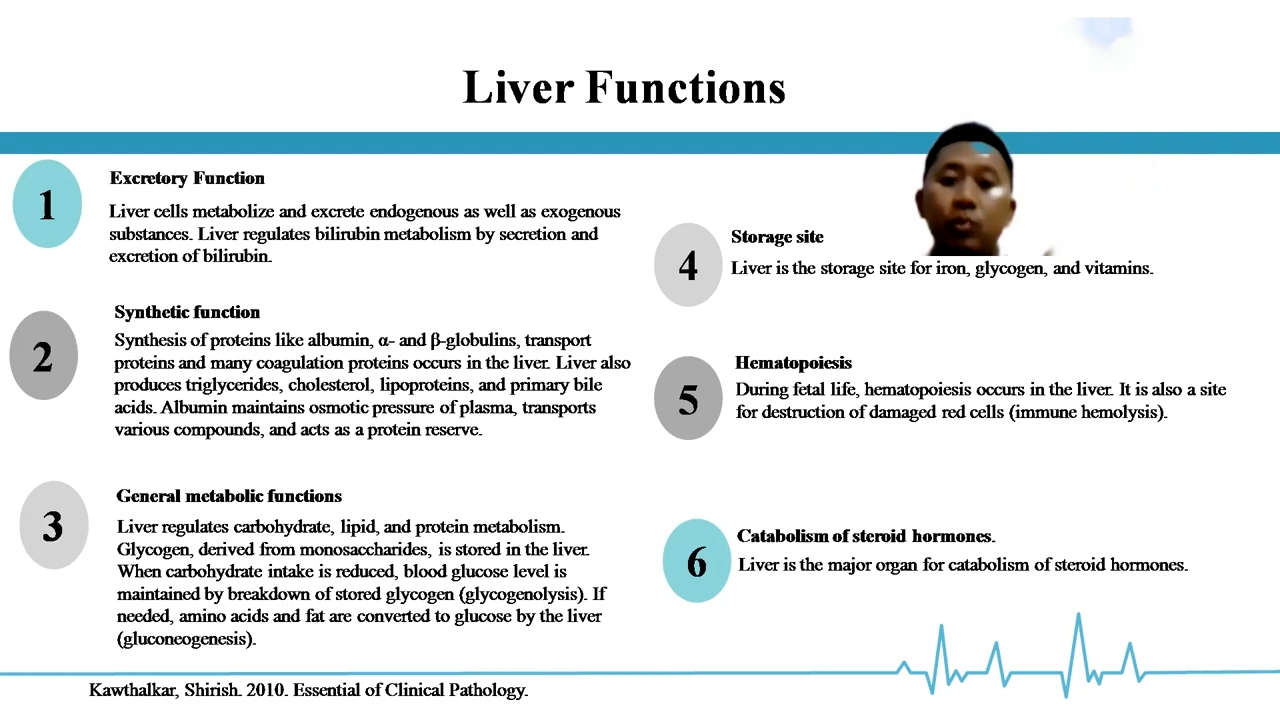 Liver Functions
1
Excretory Function
Liver cells metabolize and excrete endogenous as well as exogenous
substances. Liver regulates bilirubin metabolism by secretion and
excretion of bilirubin.
2
Synthetic function
Synthesis of proteins like albumin, α- and β-globulins, transport
proteins and many coagulation proteins occurs in the liver. Liver also
produces triglycerides, cholesterol, lipoproteins, and primary bile
acids. Albumin maintains osmotic pressure of plasma, transports
various compounds, and acts as a protein reserve.
3
General metabolic functions
Liver regulates carbohydrate, lipid, and protein metabolism.
Glycogen, derived from monosaccharides, is stored in the liver.
When carbohydrate intake is reduced, blood glucose level is
maintained by breakdown of stored glycogen (glycogenolysis). If
needed, amino acids and fat are converted to glucose by the liver
(gluconeogenesis).
4
Storage site
Liver is the storage site for iron, glycogen, and vitamins.
5
Hematopoiesis
During fetal life, hematopoiesis occurs in the liver. It is also a site
for destruction of damaged red cells (immune hemolysis).
6
Catabolism of steroid hormones.
Liver is the major organ for catabolism of steroid hormones.
Kawthalkar, Shirish. 2010. Essential of Clinical Pathology.